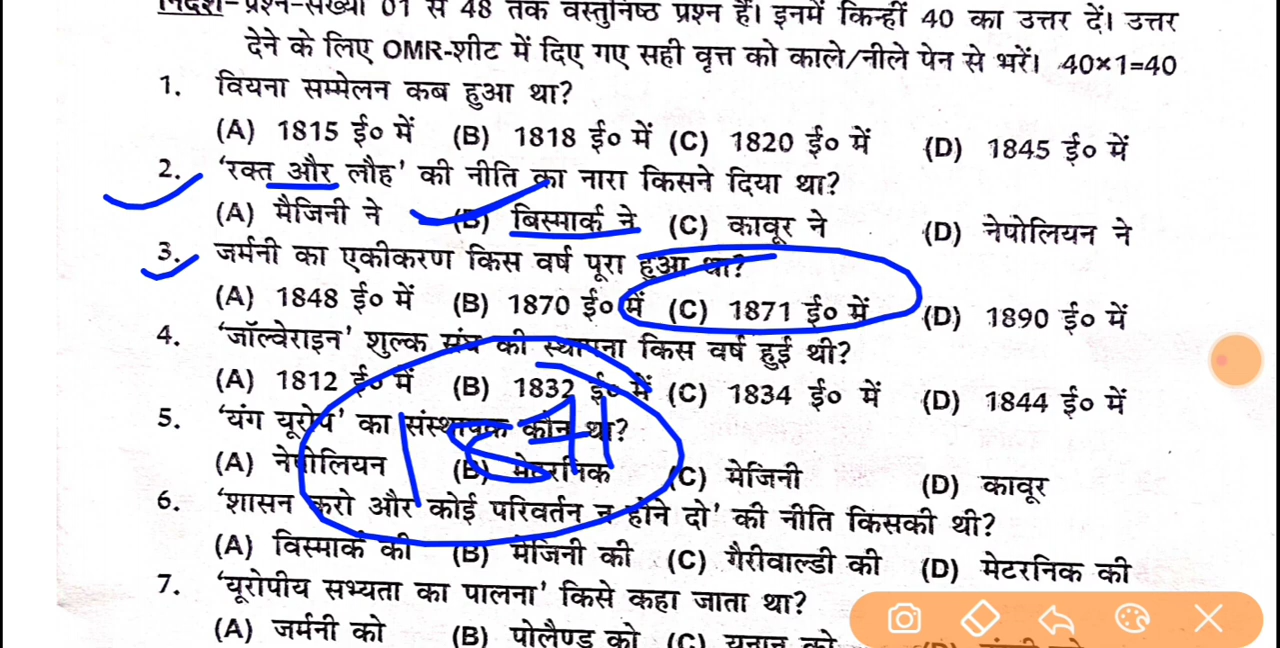 निर्देश-प्रश्न-संख्या 01 से 48 तक वस्तुनिष्ठ प्रश्न हैं। इनमें किन्हीं 40 का उत्तर दें। उत्तर
देने के लिए OMR-शीट में दिए गए सही वृत्त को काले/नीले पेन से भरें। 40×1=40
1. वियना सम्मेलन कब हुआ था?
(A) 1815 ई० में (B) 1818 ई० में (C) 1820 ई० में (D) 1845 ई० में
2. 'रक्त और लौह' की नीति का नारा किसने दिया था?
(A) मैजिनी ने (B) बिस्मार्क ने (C) कावूर ने (D) नेपोलियन ने
3. जर्मनी का एकीकरण किस वर्ष पूरा हुआ था?
(A) 1848 ई० में (B) 1870 ई० में (C) 1871 ई० में (D) 1890 ई० में
4. 'जॉल्वेराइन' शुल्क संघ की स्थापना किस वर्ष हुई थी?
(A) 1812 ई० में (B) 1832 ई० में (C) 1834 ई० में (D) 1844 ई० में
5. 'यंग यूरोप' का संस्थापक कौन था?
(A) नेपोलियन (B) मेटरनिक (C) मेजिनी (D) कावूर
6. 'शासन करो और कोई परिवर्तन न होने दो' की नीति किसकी थी?
(A) विस्मार्क की (B) मेजिनी की (C) गैरीवाल्डी की (D) मेटरनिक की
7. 'यूरोपीय सभ्यता का पालना' किसे कहा जाता था?
(A) जर्मनी को (B) पोलैण्ड को (C) यूनान को